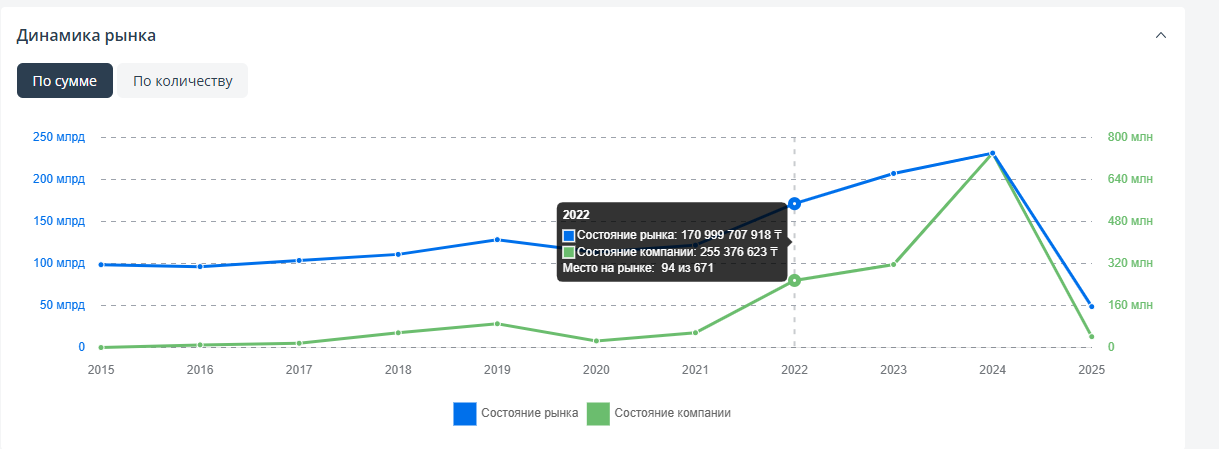 Динамика рынка
По сумме По количеству
250 млрд 800 млн
200 млрд 640 млн
150 млрд 480 млн
2022
Состояние рынка: 170 999 707 918 ₸
Состояние компании: 255 376 623 ₸
Место на рынке: 94 из 671
100 млрд 320 млн
50 млрд 160 млн
0 0
2015 2016 2017 2018 2019 2020 2021 2022 2023 2024 2025
Состояние рынка Состояние компании